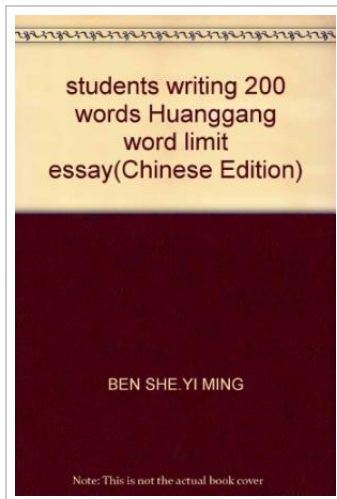 students writing 200
words Huanggang
word limit
essay(Chinese Edition)
BEN SHE.YI MING
Note: This is not the actual book cover